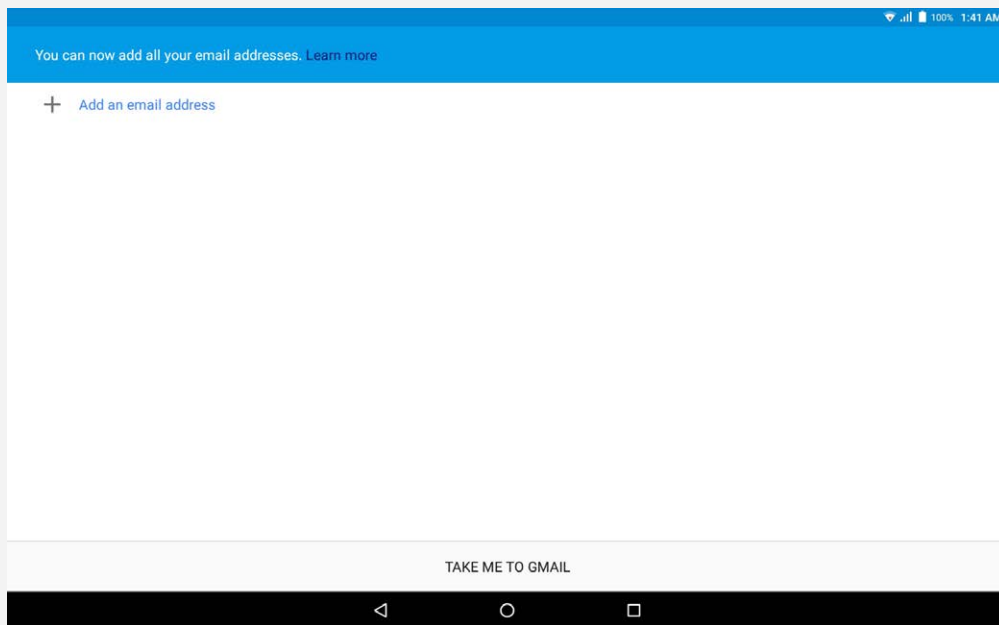 100% 1:41 AM
You can now add all your email addresses. Learn more
Add an email address
TAKE ME TO GMAIL